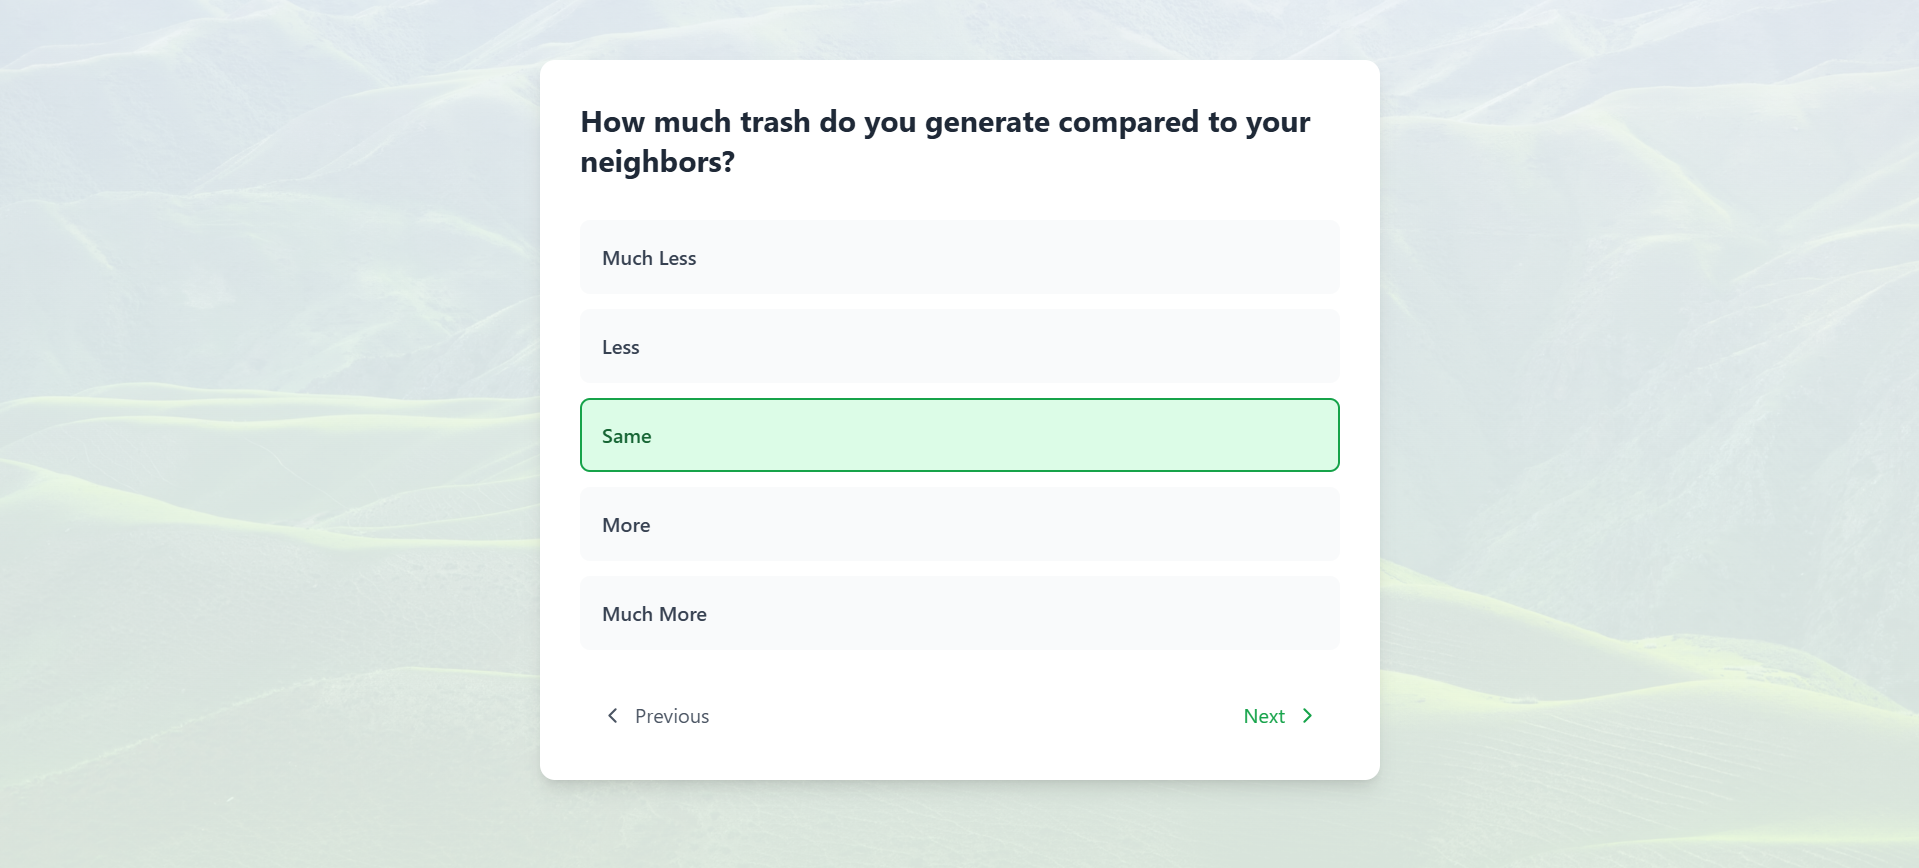 How much trash do you generate compared to your
neighbors?
Much Less
Less
Same
More
Much More
Previous
Next